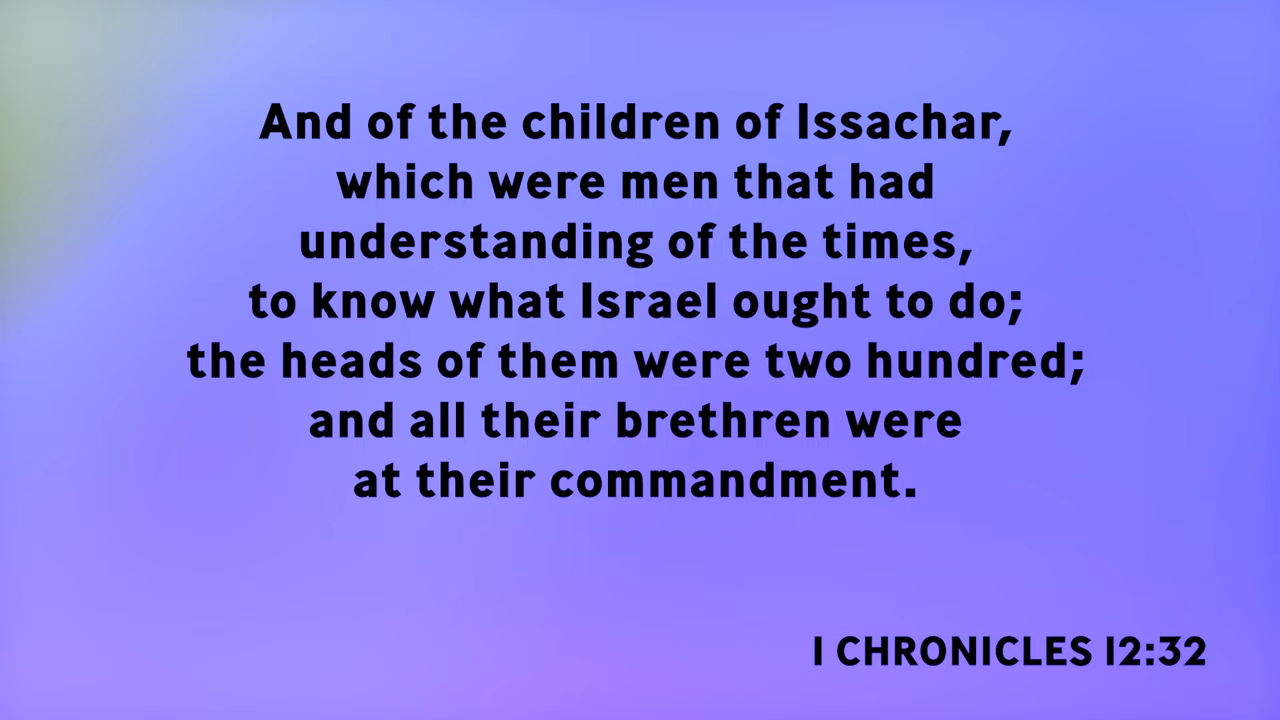 And of the children of Issachar,
which were men that had
understanding of the times,
to know what Israel ought to do;
the heads of them were two hundred;
and all their brethren were
at their commandment.
I CHRONICLES 12:32